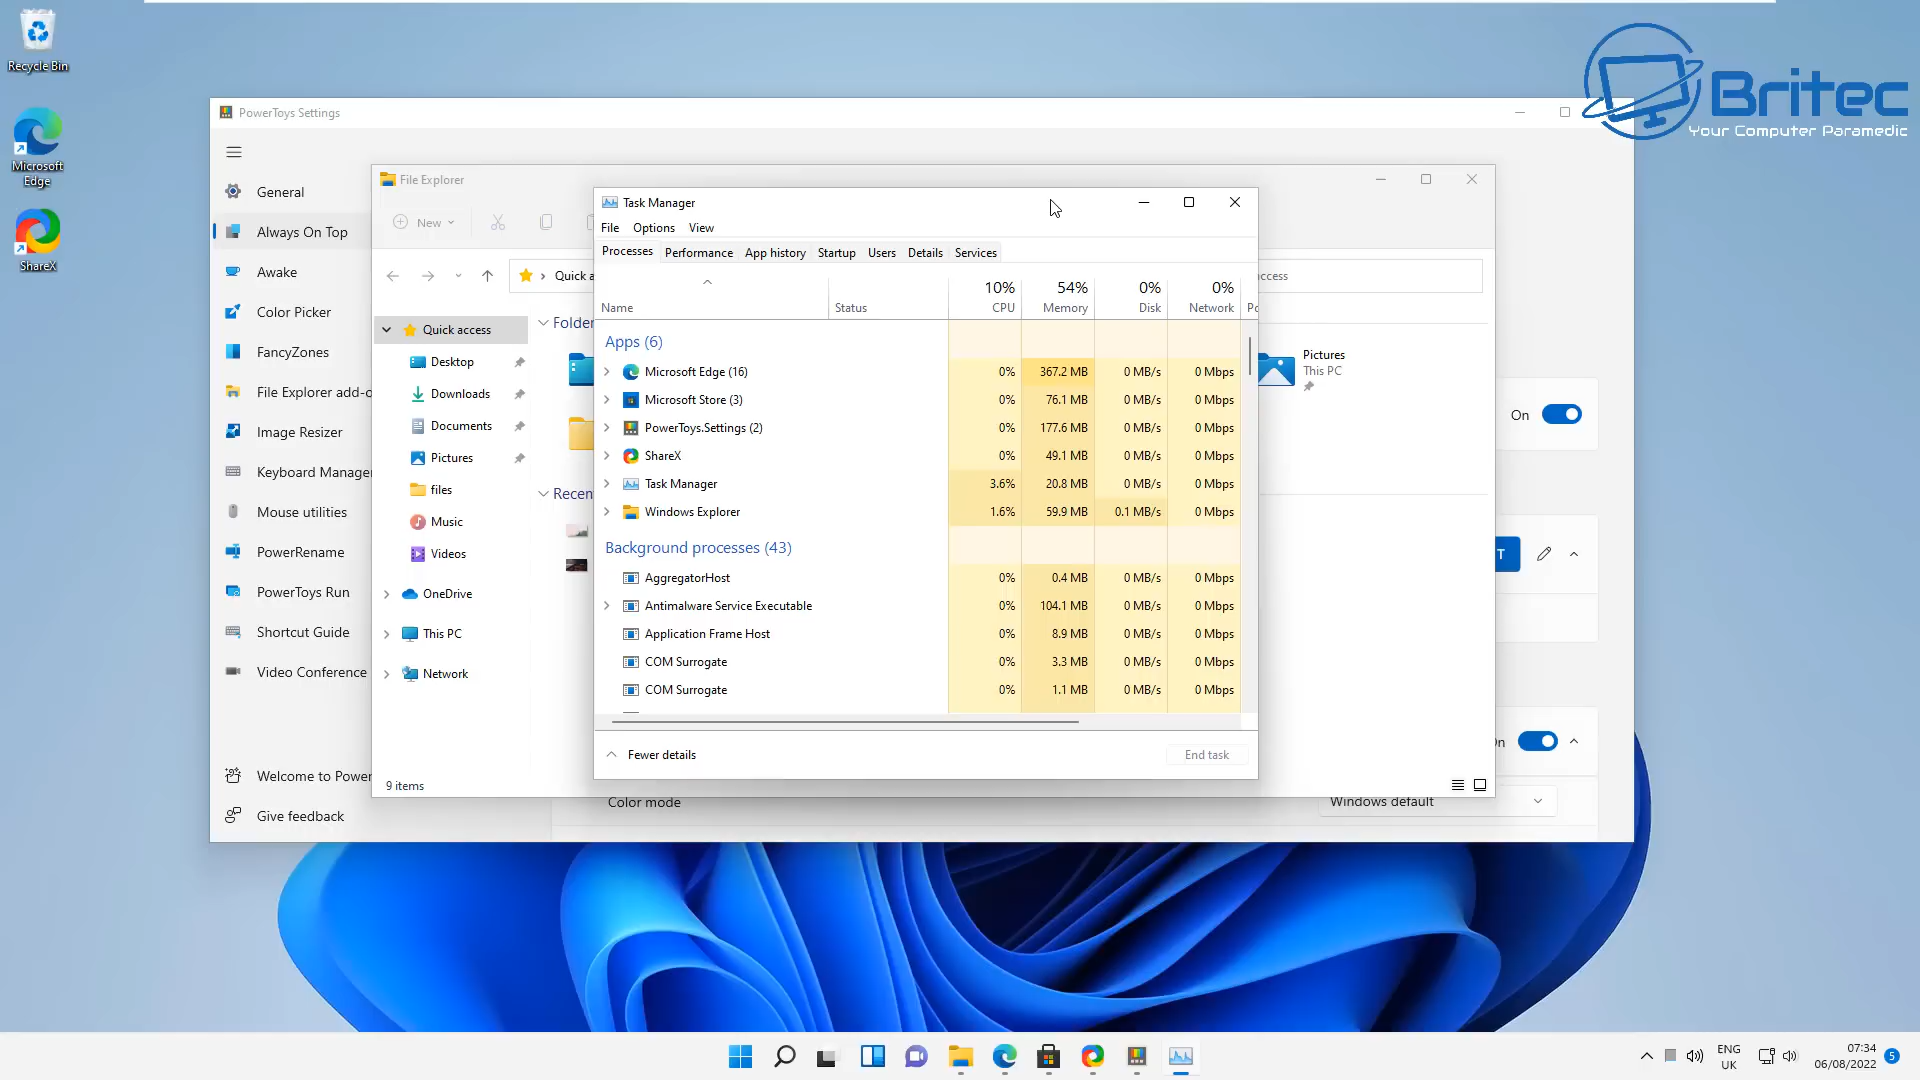 Recycle Bin
Microsoft Edge
ShareX
Britec
Your Computer Paramedic
PowerToys Settings
General
Always On Top
Awake
Color Picker
FancyZones
File Explorer add-o
Image Resizer
Keyboard Manager
Mouse utilities
PowerRename
PowerToys Run
Shortcut Guide
Video Conference
Welcome to Power
Give feedback
On
T
On
Color mode
Windows default
File Explorer
New
Quick a
ccess
Quick access
Desktop
Downloads
Documents
Pictures
files
Music
Videos
OneDrive
This PC
Network
Folder
Recen
Pictures
This PC
9 items
Task Manager
File Options View
Processes Performance App history Startup Users Details Services
10% 54% 0% 0%
Name Status CPU Memory Disk Network Po
Apps (6)
Microsoft Edge (16) 0% 367.2 MB 0 MB/s 0 Mbps
Microsoft Store (3) 0% 76.1 MB 0 MB/s 0 Mbps
PowerToys.Settings (2) 0% 177.6 MB 0 MB/s 0 Mbps
ShareX 0% 49.1 MB 0 MB/s 0 Mbps
Task Manager 3.6% 20.8 MB 0 MB/s 0 Mbps
Windows Explorer 1.6% 59.9 MB 0.1 MB/s 0 Mbps
Background processes (43)
AggregatorHost 0% 0.4 MB 0 MB/s 0 Mbps
Antimalware Service Executable 0% 104.1 MB 0 MB/s 0 Mbps
Application Frame Host 0% 8.9 MB 0 MB/s 0 Mbps
COM Surrogate 0% 3.3 MB 0 MB/s 0 Mbps
COM Surrogate 0% 1.1 MB 0 MB/s 0 Mbps
Fewer details
End task
ENG
UK
07:34
06/08/2022
5